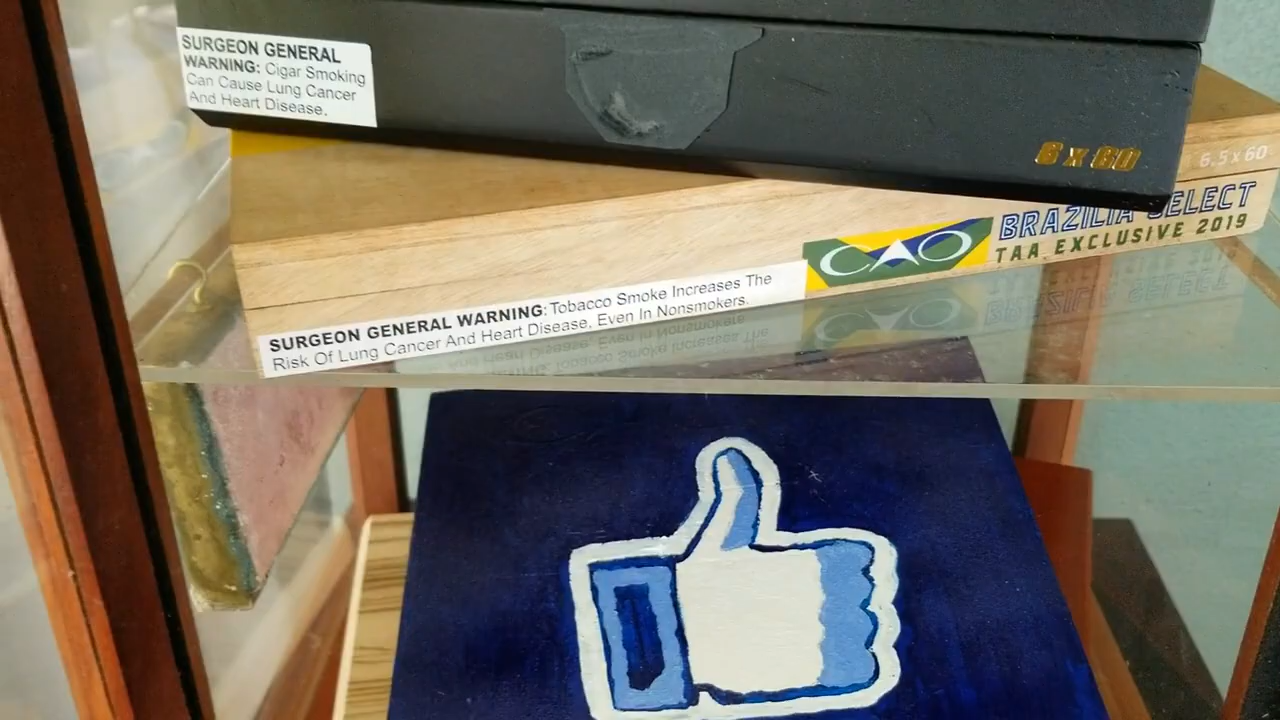 SURGEON GENERAL
WARNING: Cigar Smoking
Can Cause Lung Cancer
And Heart Disease.
6 x 60
6.5 x 60
CAO
BRAZILIA SELECT
TAA EXCLUSIVE 2019
SURGEON GENERAL WARNING: Tobacco Smoke Increases The
Risk Of Lung Cancer And Heart Disease, Even In Nonsmokers.